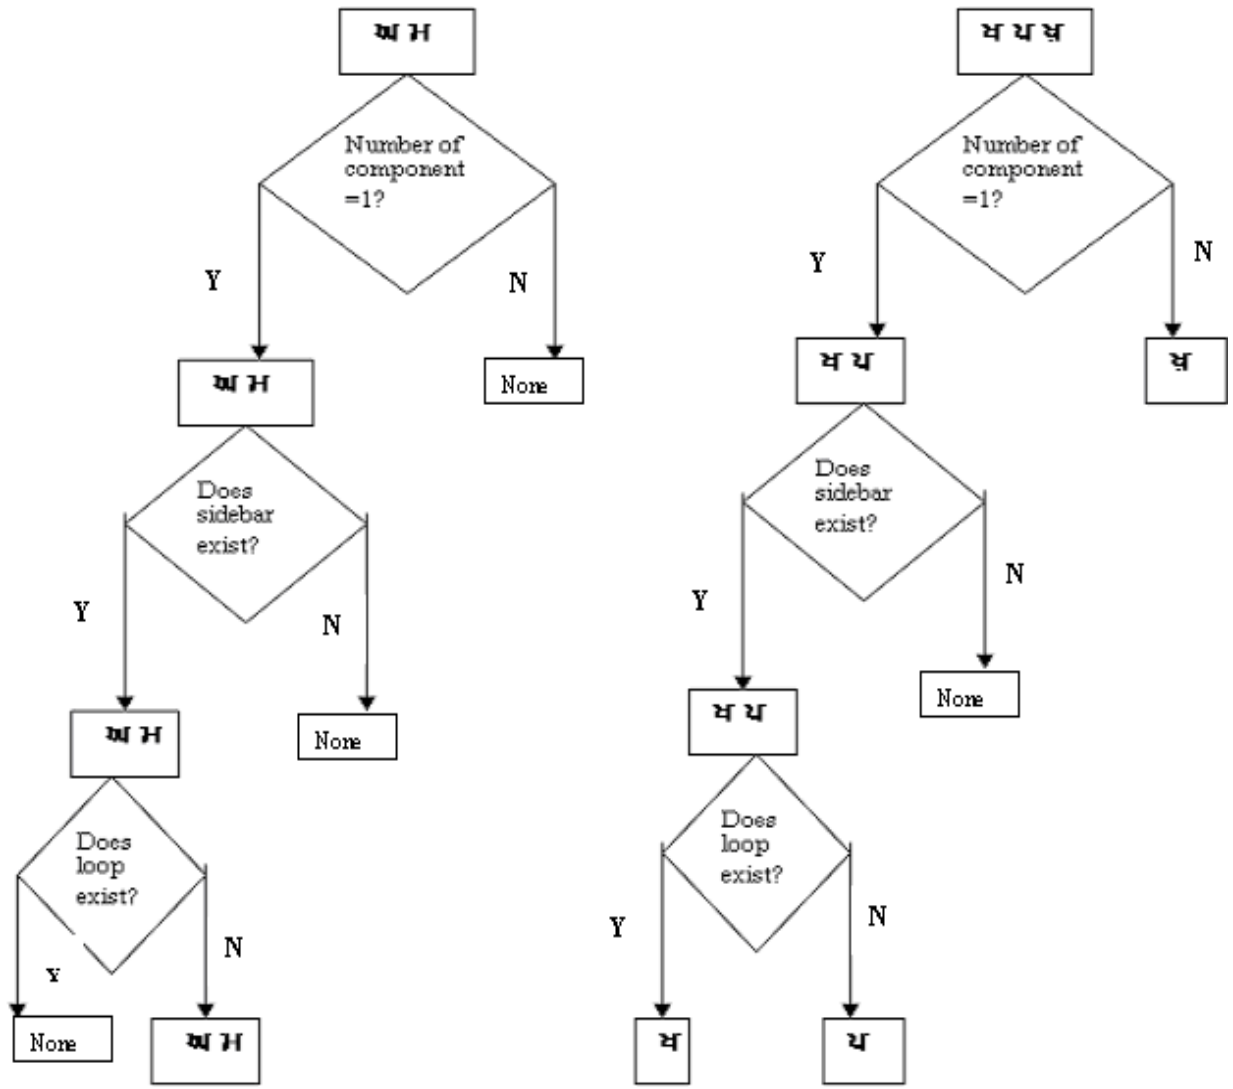 ਅ ਮ
Number of
component
=1?
Y
N
ਅ ਮ
None
Does
sidebar
exist?
Y
N
ਅ ਮ
None
Does
loop
exist?
Y
N
None
ਅ ਮ
ਖ ਪ ਖ਼
Number of
component
=1?
Y
N
ਖ ਪ
ਖ਼
Does
sidebar
exist?
Y
N
ਖ ਪ
None
Does
loop
exist?
Y
N
ਖ
ਪ